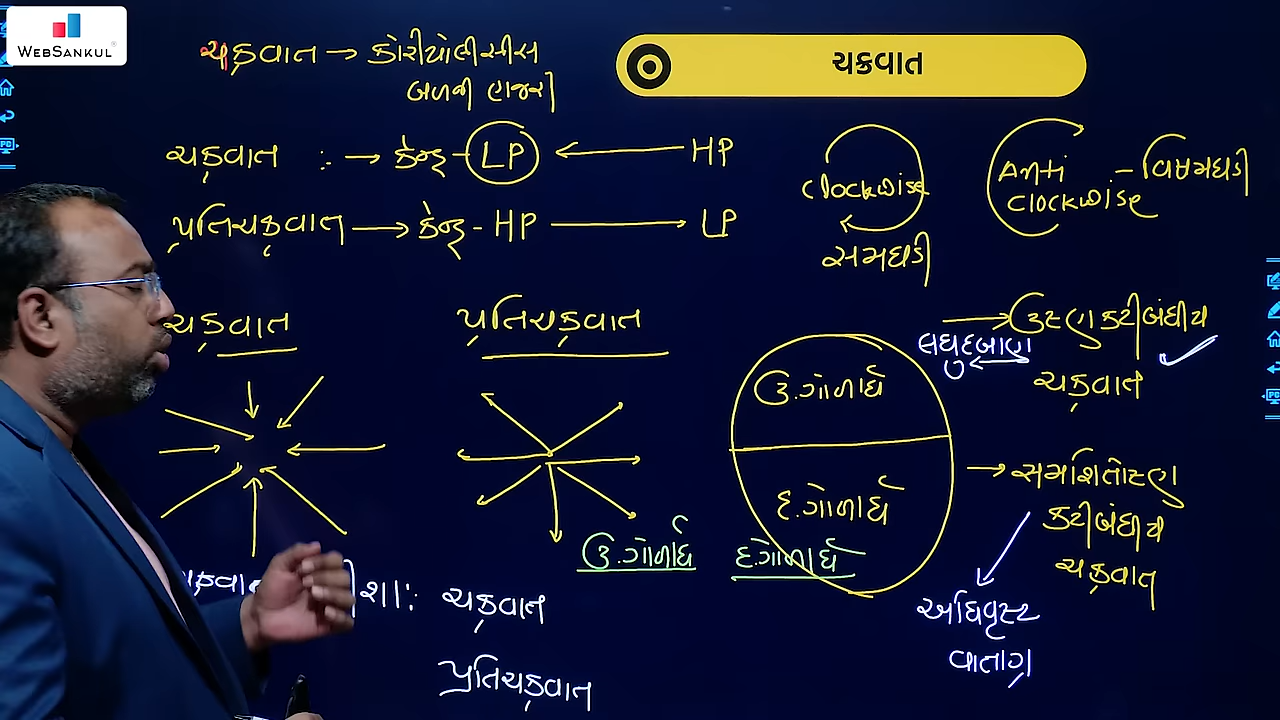 WEBSANKUL
ચક્રવાત → કોરીયોલીસીસ
બળની હાજરી
ચક્રવાત
ચક્રવાત :→ કેન્દ્ર - LP ← HP
પ્રતિચક્રવાત → કેન્દ્ર - HP → LP
clockwise
સમઘડી
Anti
clockwise
- વિષમઘડી
ચક્રવાત
પ્રતિચક્રવાત
ઉ.ગોળાર્ધ
દ.ગોળાર્ધ
→ ઉષ્ણકટીબંધીય
ચક્રવાત
લઘુદબાણ
→ સમશિતોષ્ણ
કટીબંધીય
ચક્રવાત
અધિવૃષ્ટ
વાતાગ્ર
ઉ.ગોળાર્ધ દ.ગોળાર્ધ
ચક્રવાત
પ્રતિચક્રવાત